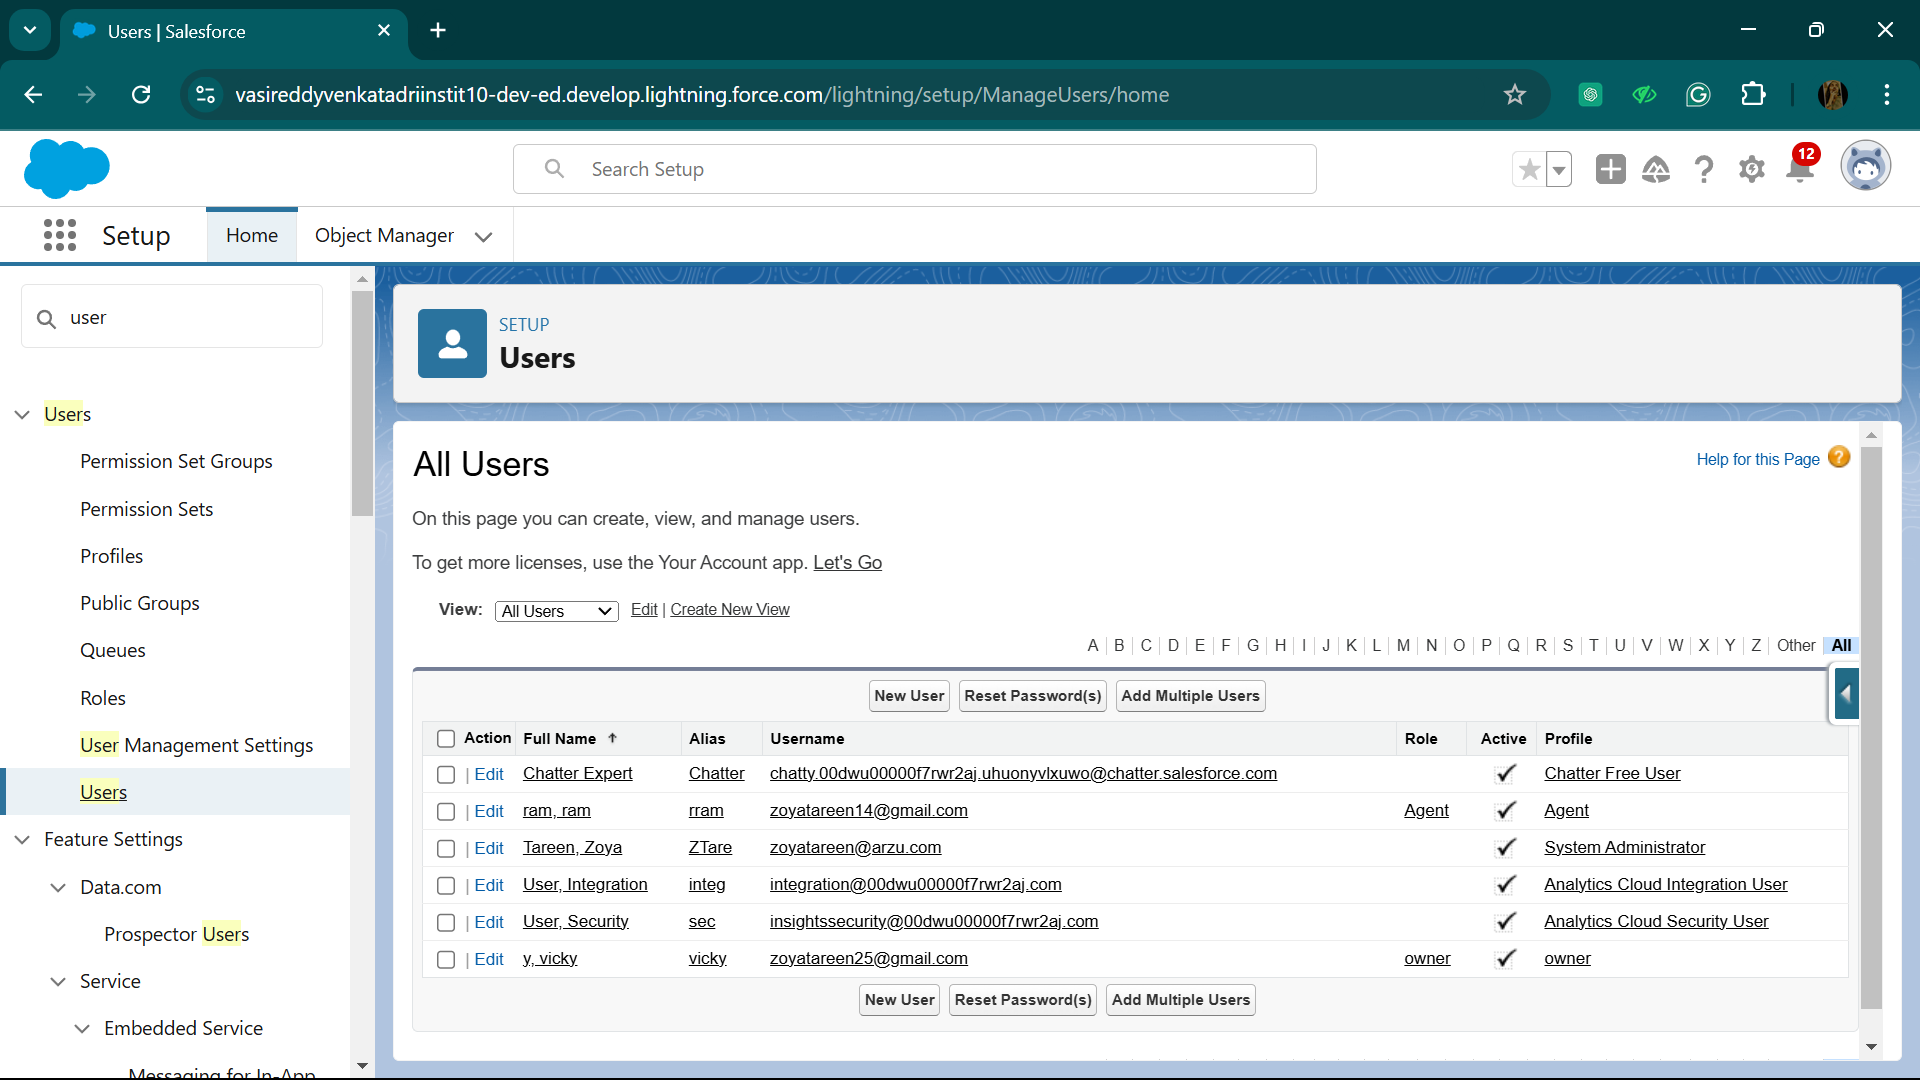 Users | Salesforce
vasireddyvenkatadriinstit10-dev-ed.develop.lightning.force.com/lightning/setup/ManageUsers/home
Search Setup
12
Setup
Home
Object Manager
user
Users
Permission Set Groups
Permission Sets
Profiles
Public Groups
Queues
Roles
User Management Settings
Users
Feature Settings
Data.com
Prospector Users
Service
Embedded Service
Messaging for In-App
SETUP
Users
All Users
Help for this Page ?
On this page you can create, view, and manage users.
To get more licenses, use the Your Account app. Let's Go
View: All Users Edit | Create New View
A | B | C | D | E | F | G | H | I | J | K | L | M | N | O | P | Q | R | S | T | U | V | W | X | Y | Z | Other | All
New User Reset Password(s) Add Multiple Users
Action Full Name ↑ Alias Username Role Active Profile
| Edit Chatter Expert Chatter chatty.00dwu00000f7rwr2aj.uhuonyvlxuwo@chatter.salesforce.com Chatter Free User
| Edit ram, ram rram zoyatareen14@gmail.com Agent Agent
| Edit Tareen, Zoya ZTare zoyatareen@arzu.com System Administrator
| Edit User, Integration integ integration@00dwu00000f7rwr2aj.com Analytics Cloud Integration User
| Edit User, Security sec insightssecurity@00dwu00000f7rwr2aj.com Analytics Cloud Security User
| Edit y, vicky vicky zoyatareen25@gmail.com owner owner
New User Reset Password(s) Add Multiple Users